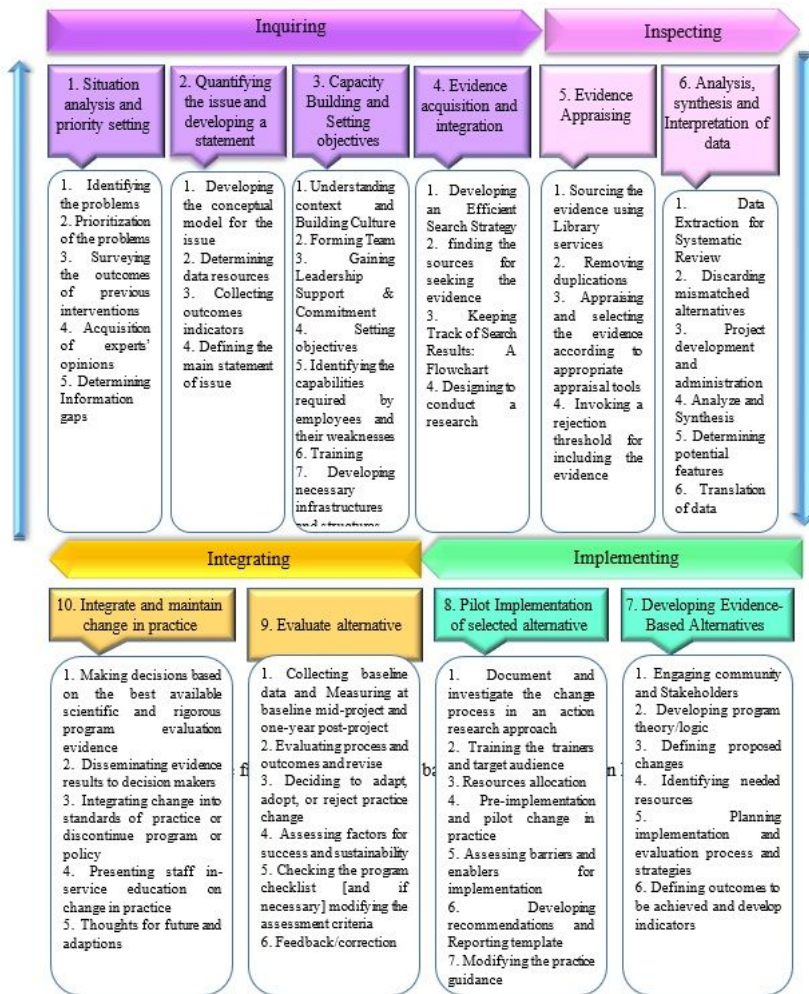 Inquiring
Inspecting
1. Situation
analysis and
priority setting
2. Quantifying
the issue and
developing a
statement
3. Capacity
Building and
Setting
objectives
4. Evidence
acquisition and
integration
5. Evidence
Appraising
6. Analysis,
synthesis and
Interpretation of
data
1. Identifying
the problems
2. Prioritization
of the problems
3. Surveying
the outcomes
of previous
interventions
4. Acquisition
of experts'
opinions
5. Determining
Information
gaps
1. Developing
the conceptual
model for the
issue
2. Determining
data resources
3. Collecting
outcomes
indicators
4. Defining the
main statement
of issue
1. Understanding
context and
Building Culture
2. Forming Team
3. Gaining
Leadership
Support &
Commitment
4. Setting
objectives
5. Identifying the
capabilities
required by
employees and
their weaknesses
6. Training
7. Developing
necessary
infrastructures
and structures
1. Developing
an Efficient
Search Strategy
2. finding the
sources for
seeking the
evidence
3. Keeping
Track of Search
Results: A
Flowchart
4. Designing to
conduct a
research
1. Sourcing the
evidence using
Library
services
2. Removing
duplications
3. Appraising
and selecting
the evidence
according to
appropriate
appraisal tools
4. Invoking a
rejection
threshold for
including the
evidence
1. Data
Extraction for
Systematic
Review
2. Discarding
mismatched
alternatives
3. Project
development
and
administration
4. Analyze and
Synthesis
5. Determining
potential
features
6. Translation
of data
Integrating
Implementing
10. Integrate and maintain
change in practice
9. Evaluate alternative
8. Pilot Implementation
of selected alternative
7. Developing Evidence-
Based Alternatives
1. Making decisions based
on the best available
scientific and rigorous
program evaluation
evidence
2. Disseminating evidence
results to decision makers
3. Integrating change into
standards of practice or
discontinue program or
policy
4. Presenting staff in-
service education on
change in practice
5. Thoughts for future and
adaptions
1. Collecting baseline
data and Measuring at
baseline mid-project and
one-year post-project
2. Evaluating process and
outcomes and revise
3. Deciding to adapt,
adopt, or reject practice
change
4. Assessing factors for
success and sustainability
5. Checking the program
checklist [and if
necessary] modifying the
assessment criteria
6. Feedback/correction
1. Document and
investigate the change
process in an action
research approach
2. Training the trainers
and target audience
3. Resources allocation
4. Pre-implementation
and pilot change in
practice
5. Assessing barriers and
enablers for
implementation
6. Developing
recommendations and
Reporting template
7. Modifying the practice
guidance
1. Engaging community
and Stakeholders
2. Developing program
theory/logic
3. Defining proposed
changes
4. Identifying needed
resources
5. Planning
implementation and
evaluation process and
strategies
6. Defining outcomes to
be achieved and develop
indicators